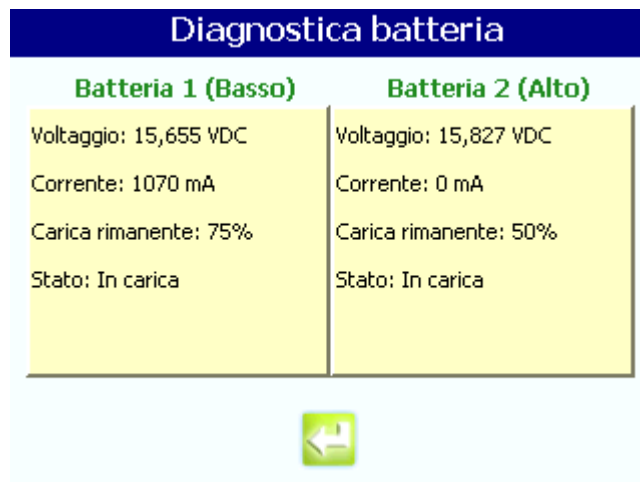 Diagnostica batteria
Batteria 1 (Basso)
Voltaggio: 15,655 VDC
Corrente: 1070 mA
Carica rimanente: 75%
Stato: In carica
Batteria 2 (Alto)
Voltaggio: 15,827 VDC
Corrente: 0 mA
Carica rimanente: 50%
Stato: In carica